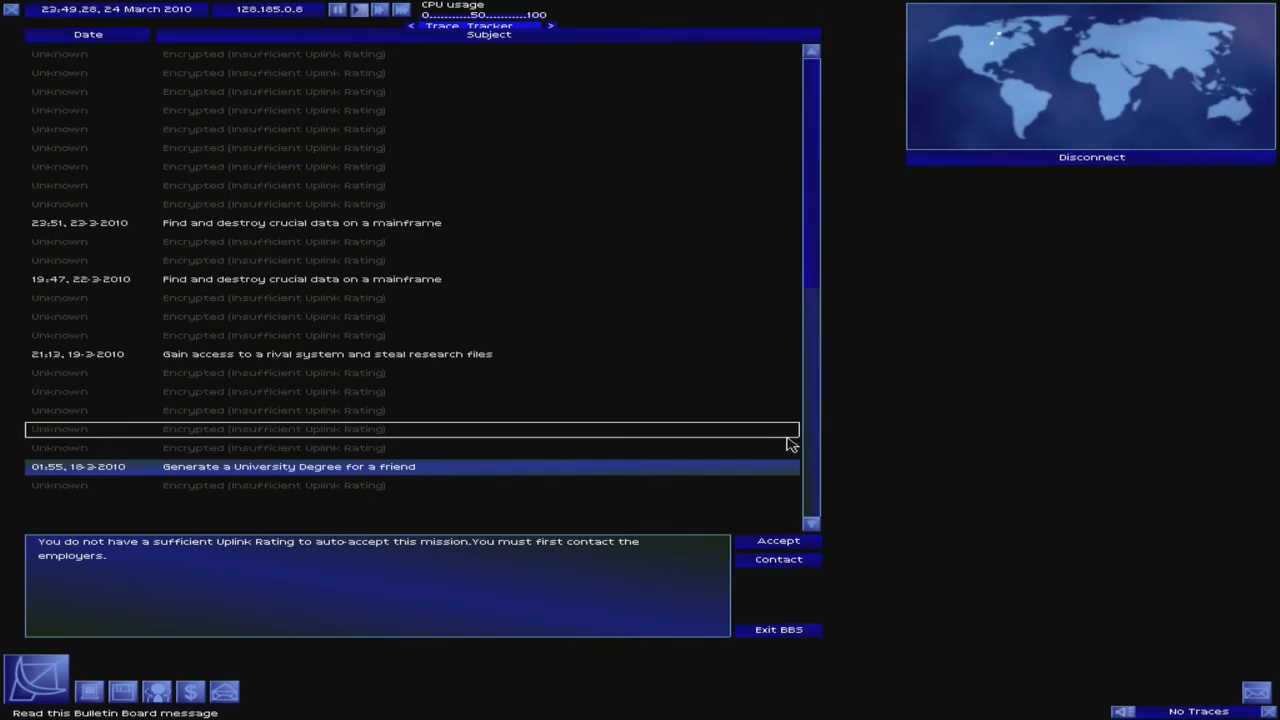 23:49.28, 24 March 2010
128.185.0.8
CPU usage
0...........50...........100
< Trace Tracker >
Date Subject
Unknown Encrypted (Insufficient Uplink Rating)
Unknown Encrypted (Insufficient Uplink Rating)
Unknown Encrypted (Insufficient Uplink Rating)
Unknown Encrypted (Insufficient Uplink Rating)
Unknown Encrypted (Insufficient Uplink Rating)
Unknown Encrypted (Insufficient Uplink Rating)
Unknown Encrypted (Insufficient Uplink Rating)
Unknown Encrypted (Insufficient Uplink Rating)
Unknown Encrypted (Insufficient Uplink Rating)
23:51, 23-3-2010 Find and destroy crucial data on a mainframe
Unknown Encrypted (Insufficient Uplink Rating)
Unknown Encrypted (Insufficient Uplink Rating)
19:47, 22-3-2010 Find and destroy crucial data on a mainframe
Unknown Encrypted (Insufficient Uplink Rating)
Unknown Encrypted (Insufficient Uplink Rating)
Unknown Encrypted (Insufficient Uplink Rating)
21:13, 19-3-2010 Gain access to a rival system and steal research files
Unknown Encrypted (Insufficient Uplink Rating)
Unknown Encrypted (Insufficient Uplink Rating)
Unknown Encrypted (Insufficient Uplink Rating)
Unknown Encrypted (Insufficient Uplink Rating)
Unknown Encrypted (Insufficient Uplink Rating)
01:55, 18-3-2010 Generate a University Degree for a friend
Unknown Encrypted (Insufficient Uplink Rating)
Disconnect
You do not have a sufficient Uplink Rating to auto-accept this mission.You must first contact the
employers.
Accept
Contact
Exit BBS
$
Read this Bulletin Board message
No Traces